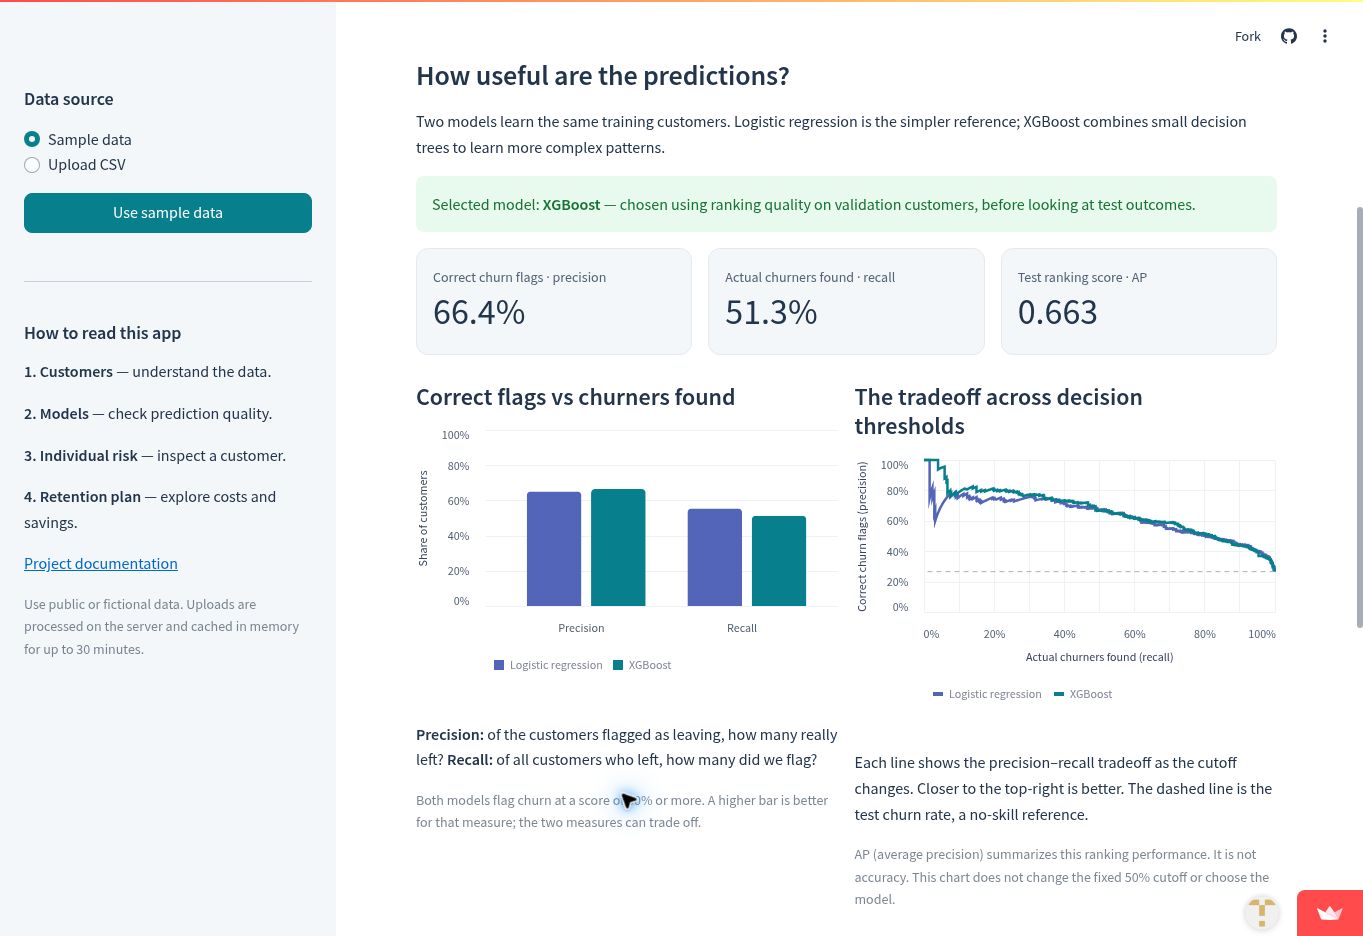 Fork
Data source
Sample data
Upload CSV
Use sample data
How to read this app
1. Customers — understand the data.
2. Models — check prediction quality.
3. Individual risk — inspect a customer.
4. Retention plan — explore costs and
savings.
Project documentation
Use public or fictional data. Uploads are
processed on the server and cached in memory
for up to 30 minutes.
How useful are the predictions?
Two models learn the same training customers. Logistic regression is the simpler reference; XGBoost combines small decision
trees to learn more complex patterns.
Selected model: XGBoost — chosen using ranking quality on validation customers, before looking at test outcomes.
Correct churn flags · precision
66.4%
Actual churners found · recall
51.3%
Test ranking score · AP
0.663
Correct flags vs churners found
100%
80%
60%
40%
20%
0%
Share of customers
Precision
Recall
Logistic regression
XGBoost
Precision: of the customers flagged as leaving, how many really
left? Recall: of all customers who left, how many did we flag?
Both models flag churn at a score or more. A higher bar is better
for that measure; the two measures can trade off.
The tradeoff across decision
thresholds
100%
80%
60%
40%
20%
0%
Correct churn flags (precision)
0%
20%
40%
60%
80%
100%
Actual churners found (recall)
Logistic regression
XGBoost
Each line shows the precision–recall tradeoff as the cutoff
changes. Closer to the top-right is better. The dashed line is the
test churn rate, a no-skill reference.
AP (average precision) summarizes this ranking performance. It is not
accuracy. This chart does not change the fixed 50% cutoff or choose the
model.